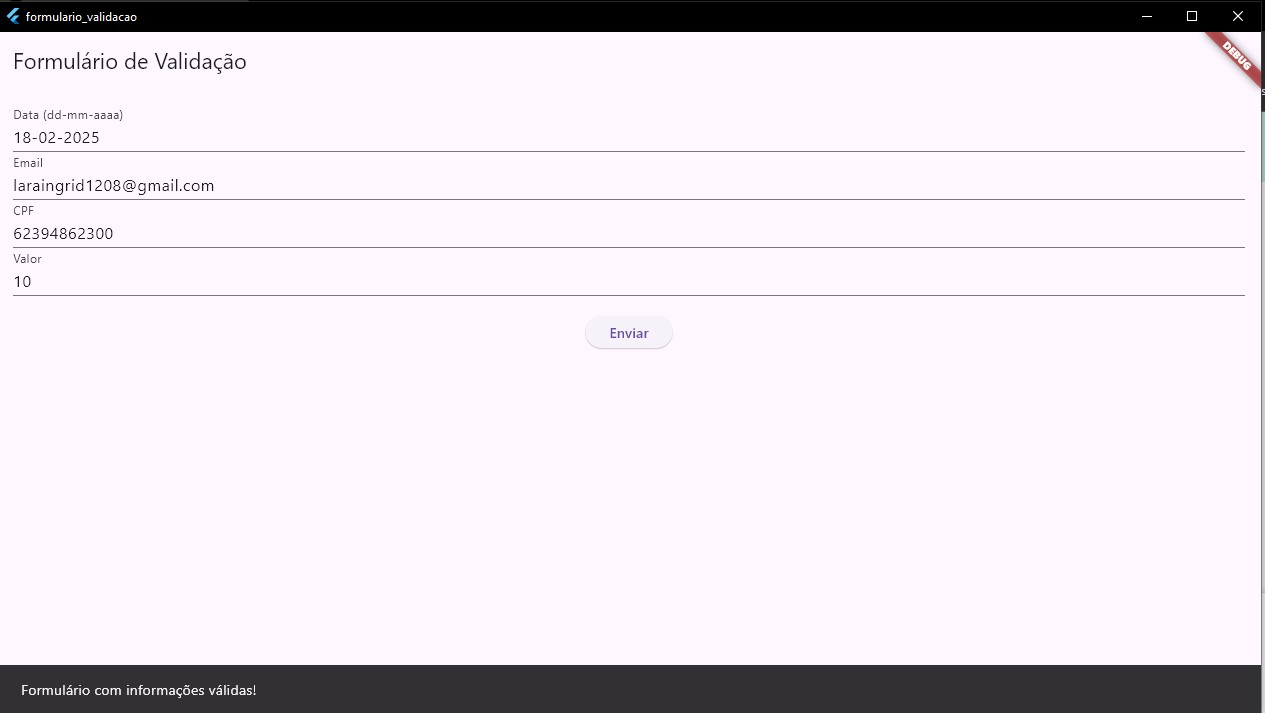 formulario_validacao
DEBUG
Formulário de Validação
Data (dd-mm-aaaa)
18-02-2025
Email
laraingrid1208@gmail.com
CPF
62394862300
Valor
10
Enviar
Formulário com informações válidas!